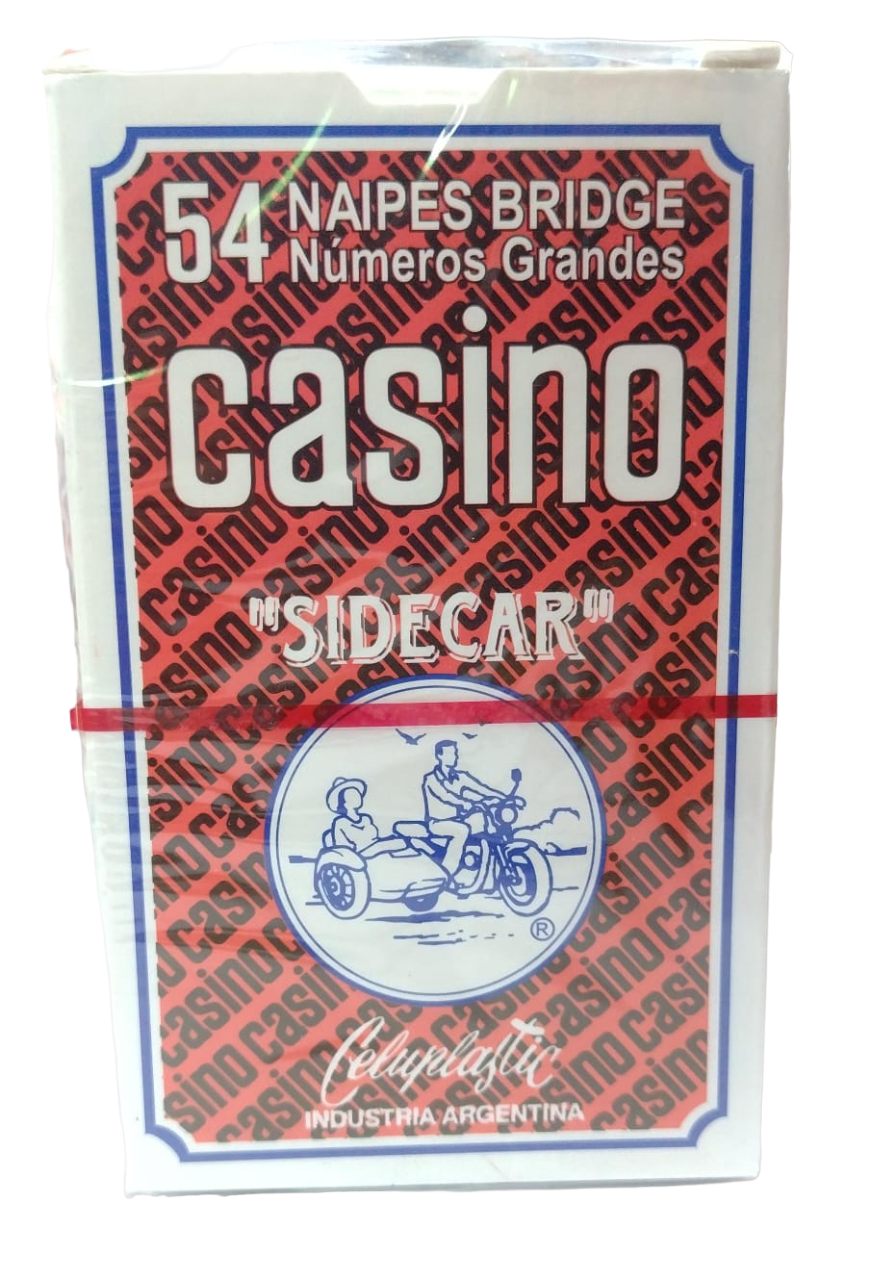 54 NAIPES BRIDGE
Números Grandes
casino
"SIDECAR"
®
Celuplastic
INDUSTRIA ARGENTINA